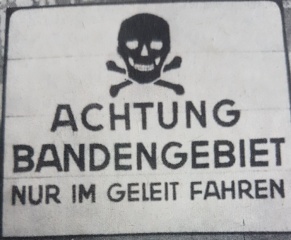 ACHTUNG
BANDENGEBIET
NUR IM GELEIT FAHREN